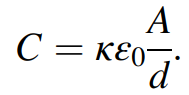 C = κε₀ A/d.